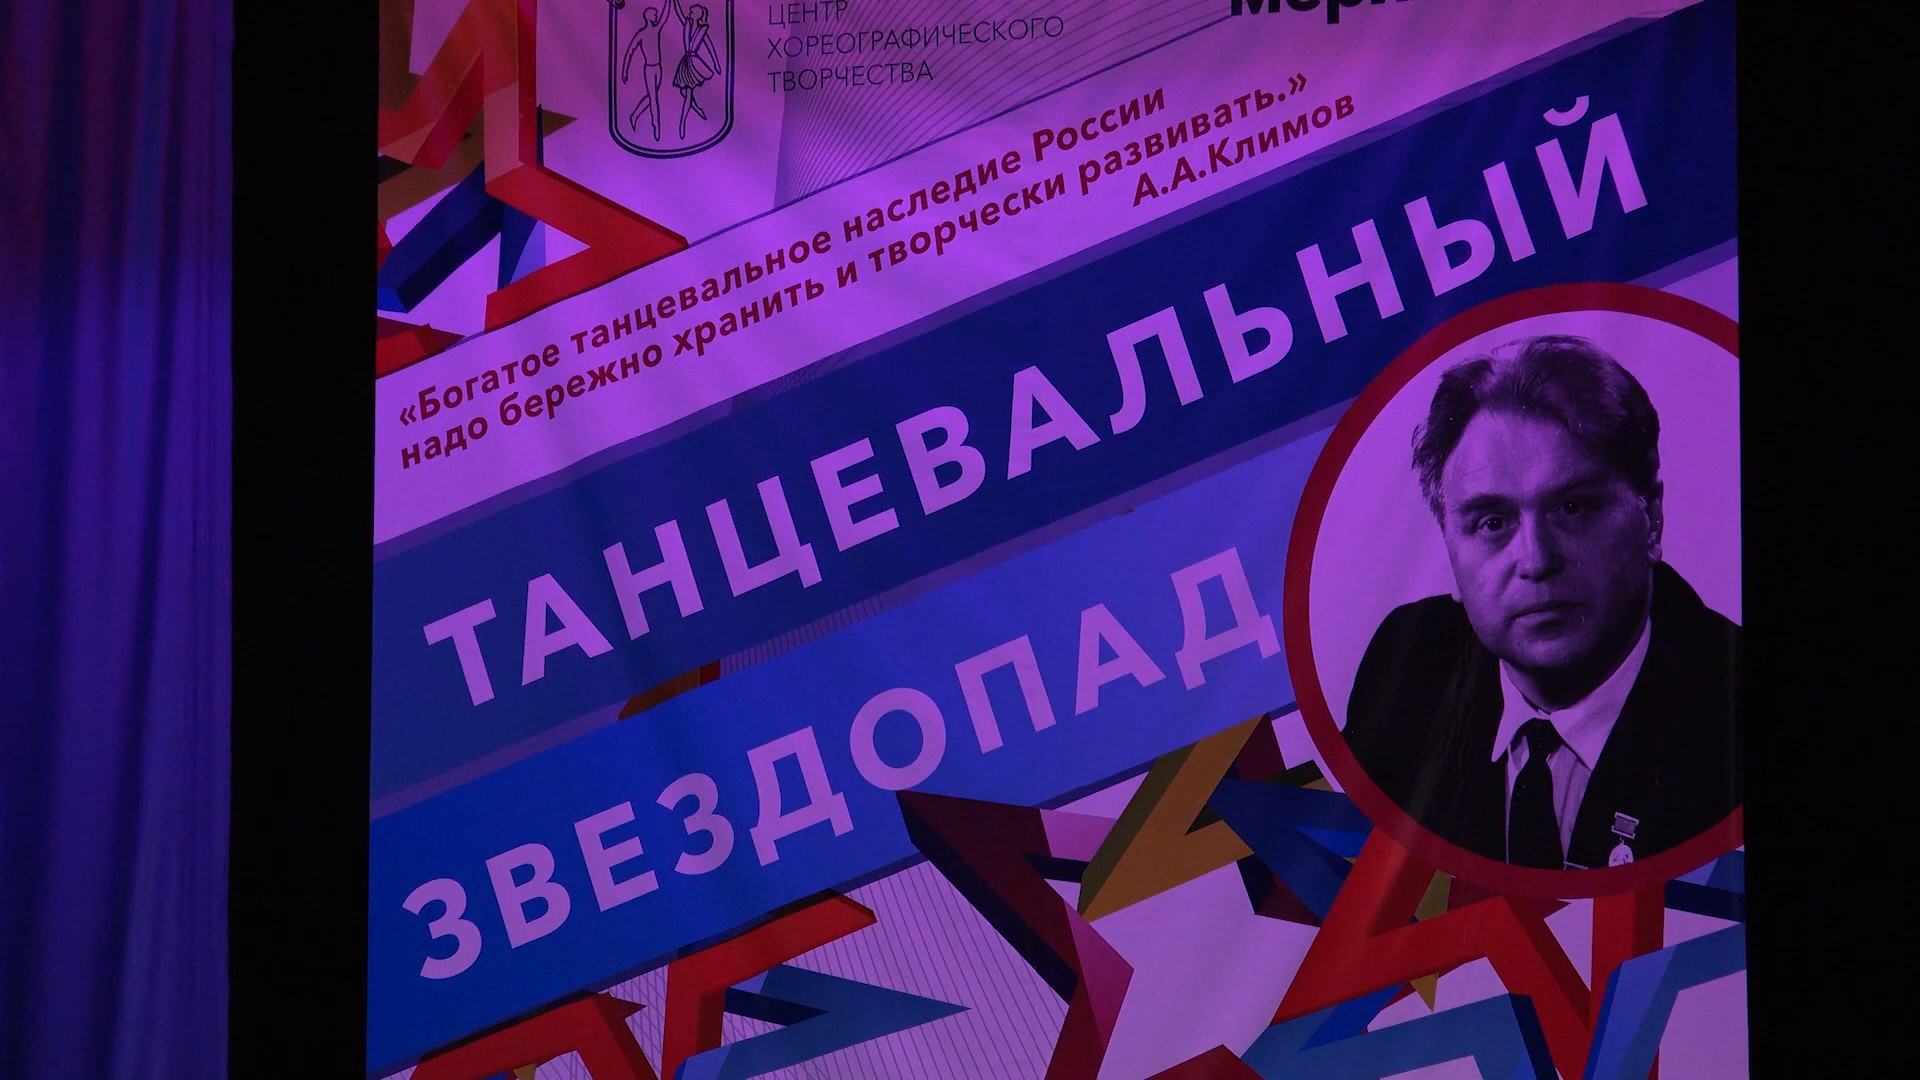 ЦЕНТР
ХОРЕОГРАФИЧЕСКОГО
ТВОРЧЕСТВА
«Богатое танцевальное наследие России
надо бережно хранить и творчески развивать.»
А.А.Климов
ТАНЦЕВАЛЬНЫЙ
ЗВЕЗДОПАД